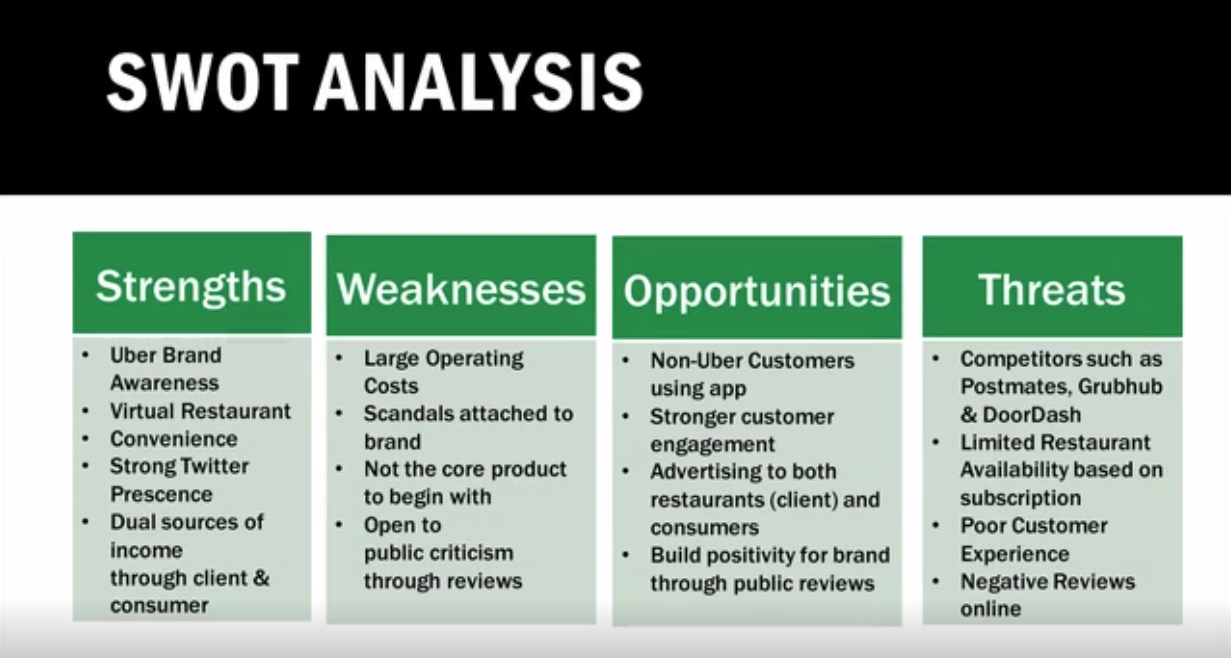 SWOT ANALYSIS
Strengths
• Uber Brand
Awareness
• Virtual Restaurant
• Convenience
• Strong Twitter
Prescence
• Dual sources of
income
through client &
consumer
Weaknesses
• Large Operating
Costs
• Scandals attached to
brand
• Not the core product
to begin with
• Open to
public criticism
through reviews
Opportunities
• Non-Uber Customers
using app
• Stronger customer
engagement
• Advertising to both
restaurants (client) and
consumers
• Build positivity for brand
through public reviews
Threats
• Competitors such as
Postmates, Grubhub
& DoorDash
• Limited Restaurant
Availability based on
subscription
• Poor Customer
Experience
• Negative Reviews
online